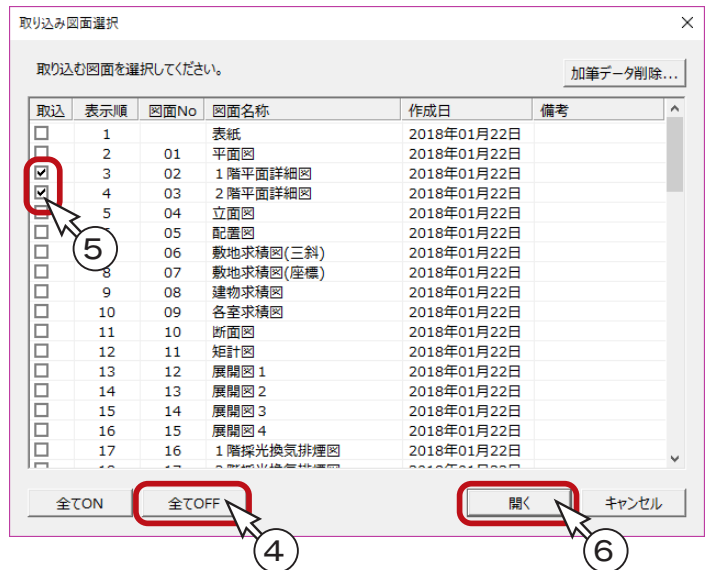 取り込み図面選択
取り込む図面を選択してください。
加筆データ削除...
取込 表示順 図面No 図面名称 作成日 備考
1 表紙 2018年01月22日
2 01 平面図 2018年01月22日
3 02 1階平面詳細図 2018年01月22日
4 03 2階平面詳細図 2018年01月22日
5 04 立面図 2018年01月22日
05 配置図 2018年01月22日
06 敷地求積図(三斜) 2018年01月22日
8 07 敷地求積図(座標) 2018年01月22日
9 08 建物求積図 2018年01月22日
10 09 各室求積図 2018年01月22日
11 10 断面図 2018年01月22日
12 11 矩計図 2018年01月22日
13 12 展開図1 2018年01月22日
14 13 展開図2 2018年01月22日
15 14 展開図3 2018年01月22日
16 15 展開図4 2018年01月22日
17 16 1階採光換気排煙図 2018年01月22日
全てON 全てOFF 開く キャンセル
④
⑤
⑥